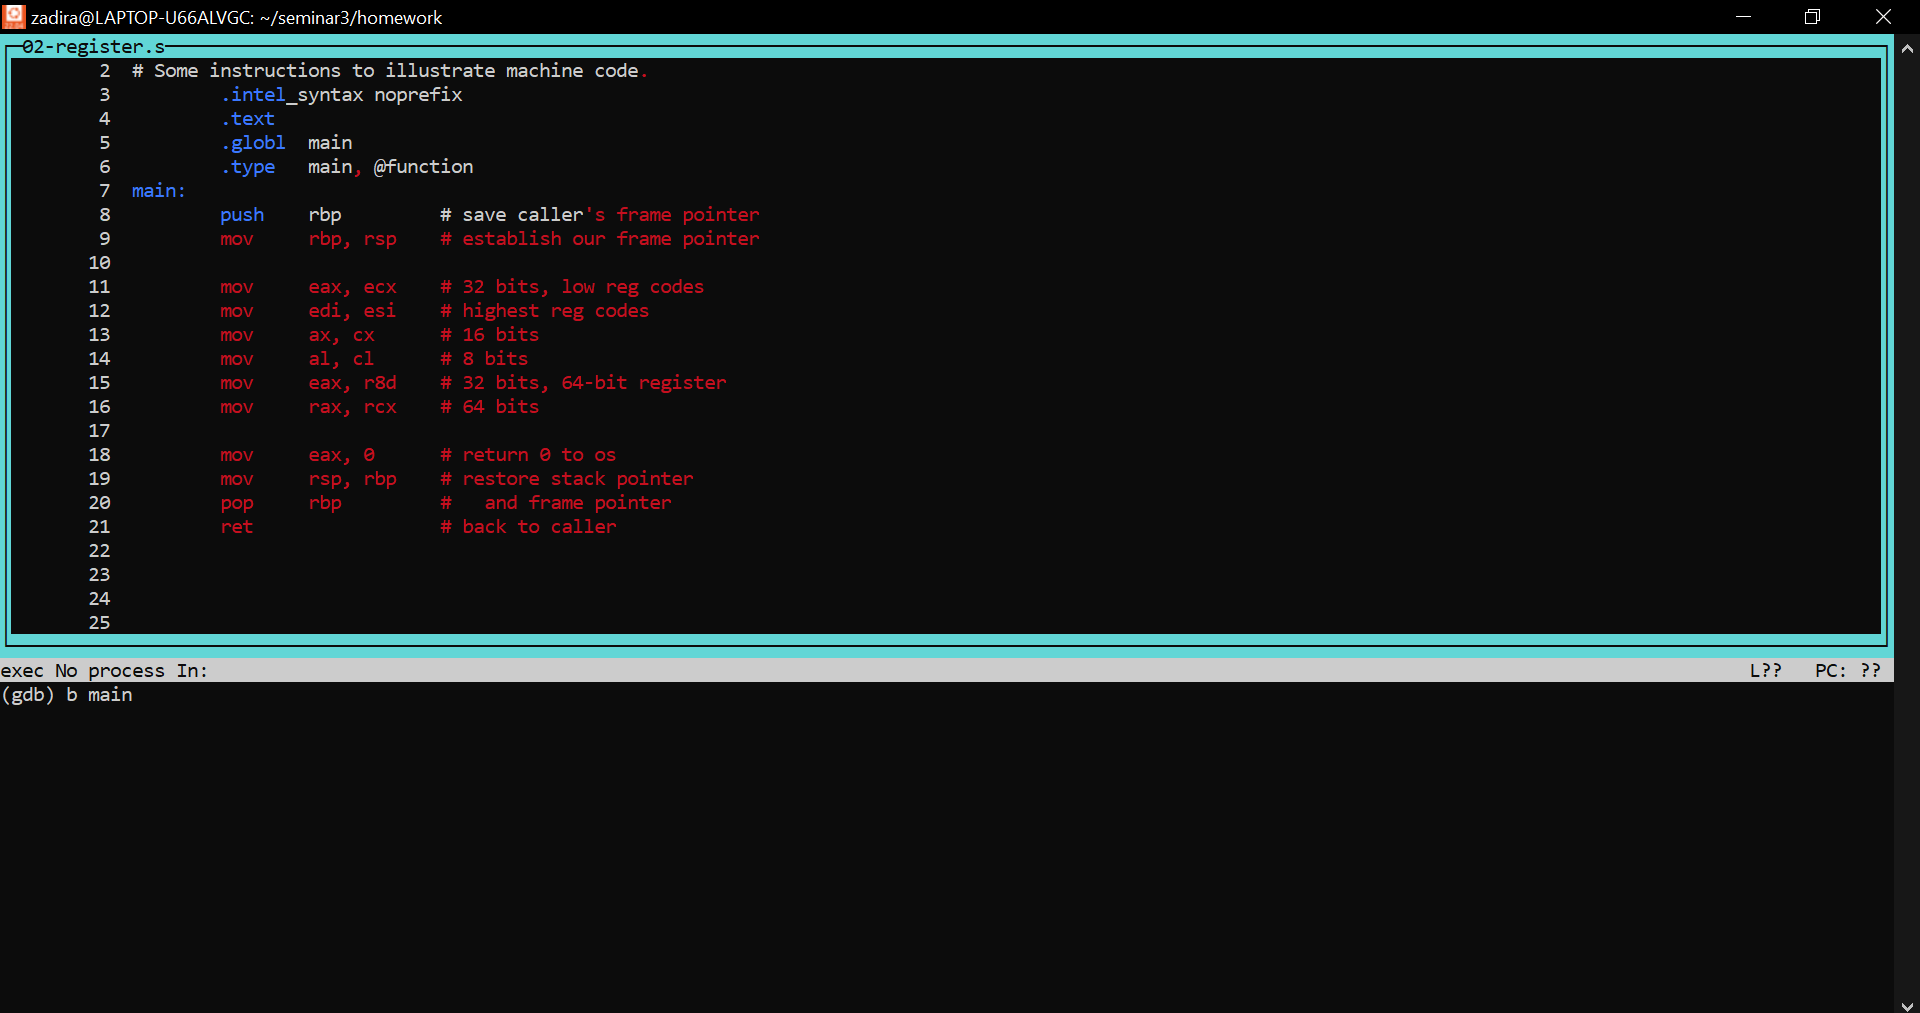 zadira@LAPTOP-U66ALVGC: ~/seminar3/homework
02-register.s
2 # Some instructions to illustrate machine code.
3 .intel_syntax noprefix
4 .text
5 .globl main
6 .type main, @function
7 main:
8 push rbp # save caller's frame pointer
9 mov rbp, rsp # establish our frame pointer
10
11 mov eax, ecx # 32 bits, low reg codes
12 mov edi, esi # highest reg codes
13 mov ax, cx # 16 bits
14 mov al, cl # 8 bits
15 mov eax, r8d # 32 bits, 64-bit register
16 mov rax, rcx # 64 bits
17
18 mov eax, 0 # return 0 to os
19 mov rsp, rbp # restore stack pointer
20 pop rbp # and frame pointer
21 ret # back to caller
22
23
24
25
exec No process In: L?? PC: ??
(gdb) b main